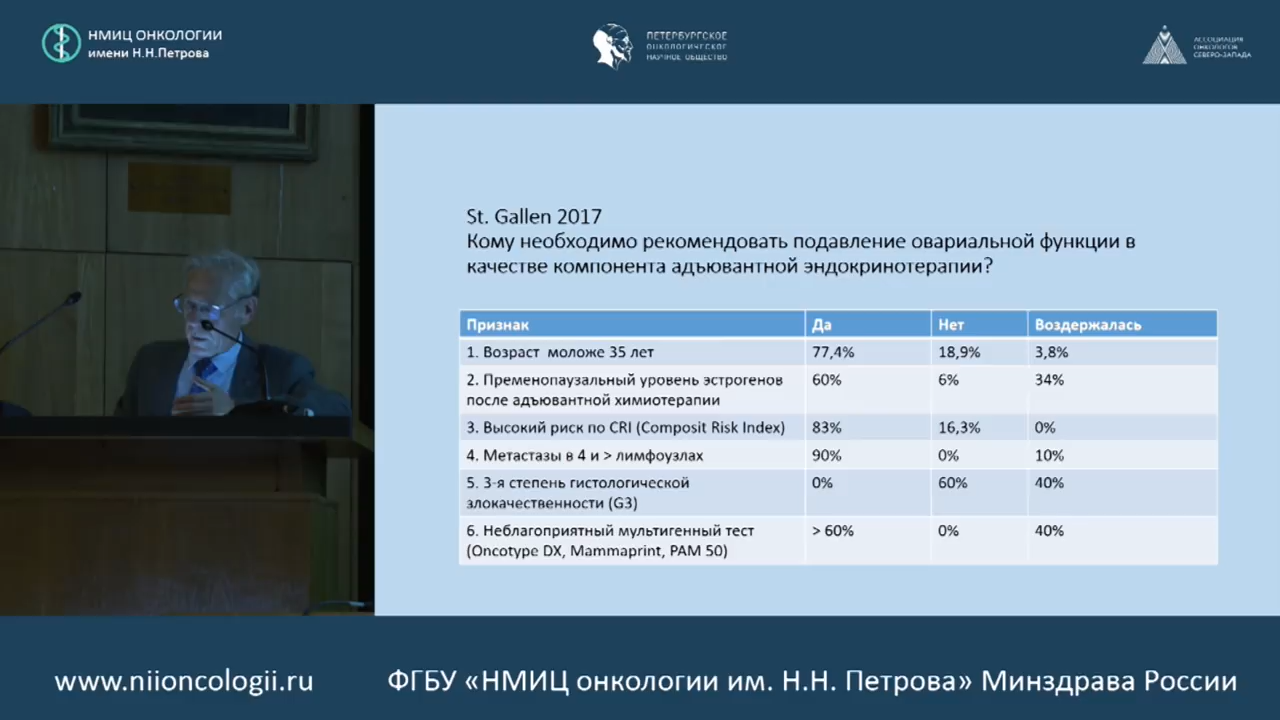 НМИЦ ОНКОЛОГИИ
имени Н.Н.Петрова
ПЕТЕРБУРГСКОЕ
ОНКОЛОГИЧЕСКОЕ
НАУЧНОЕ ОБЩЕСТВО
АССОЦИАЦИЯ
ОНКОЛОГОВ
СЕВЕРО-ЗАПАДА
St. Gallen 2017
Кому необходимо рекомендовать подавление овариальной функции в
качестве компонента адъювантной эндокринотерапии?
Признак Да Нет Воздержалась
1. Возраст моложе 35 лет 77,4% 18,9% 3,8%
2. Пременопаузальный уровень эстрогенов 60% 6% 34%
после адъювантной химиотерапии
3. Высокий риск по CRI (Composit Risk Index) 83% 16,3% 0%
4. Метастазы в 4 и > лимфоузлах 90% 0% 10%
5. 3-я степень гистологической 0% 60% 40%
злокачественности (G3)
6. Неблагоприятный мультигенный тест > 60% 0% 40%
(Oncotype DX, Mammaprint, PAM 50)
www.niioncologii.ru ФГБУ «НМИЦ онкологии им. Н.Н. Петрова» Минздрава России